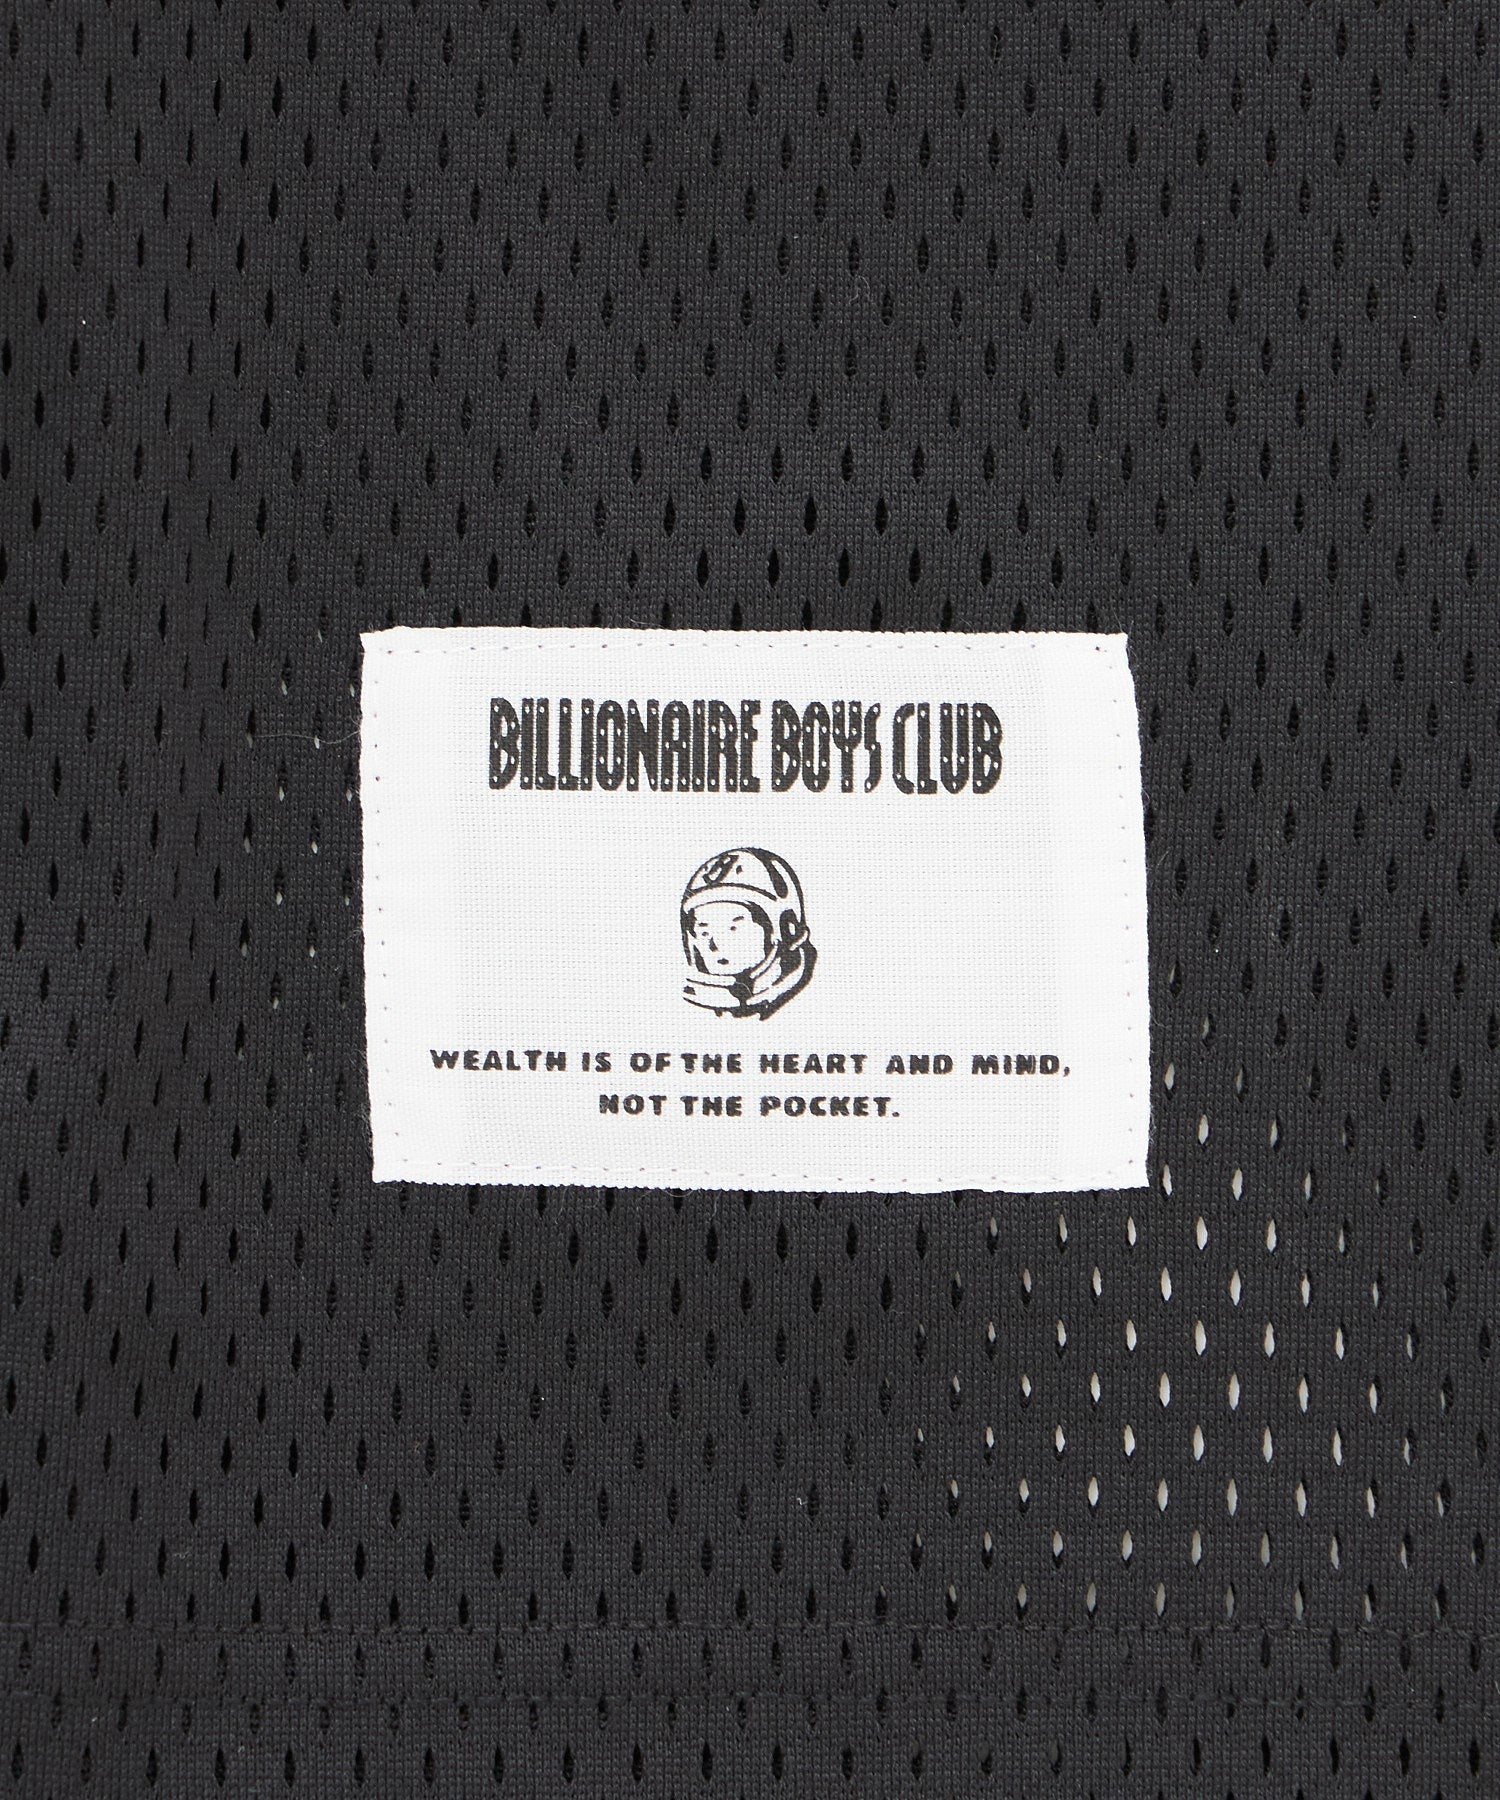 BILLIONAIRE BOYS CLUB
WEALTH IS OF THE HEART AND MIND,
NOT THE POCKET.